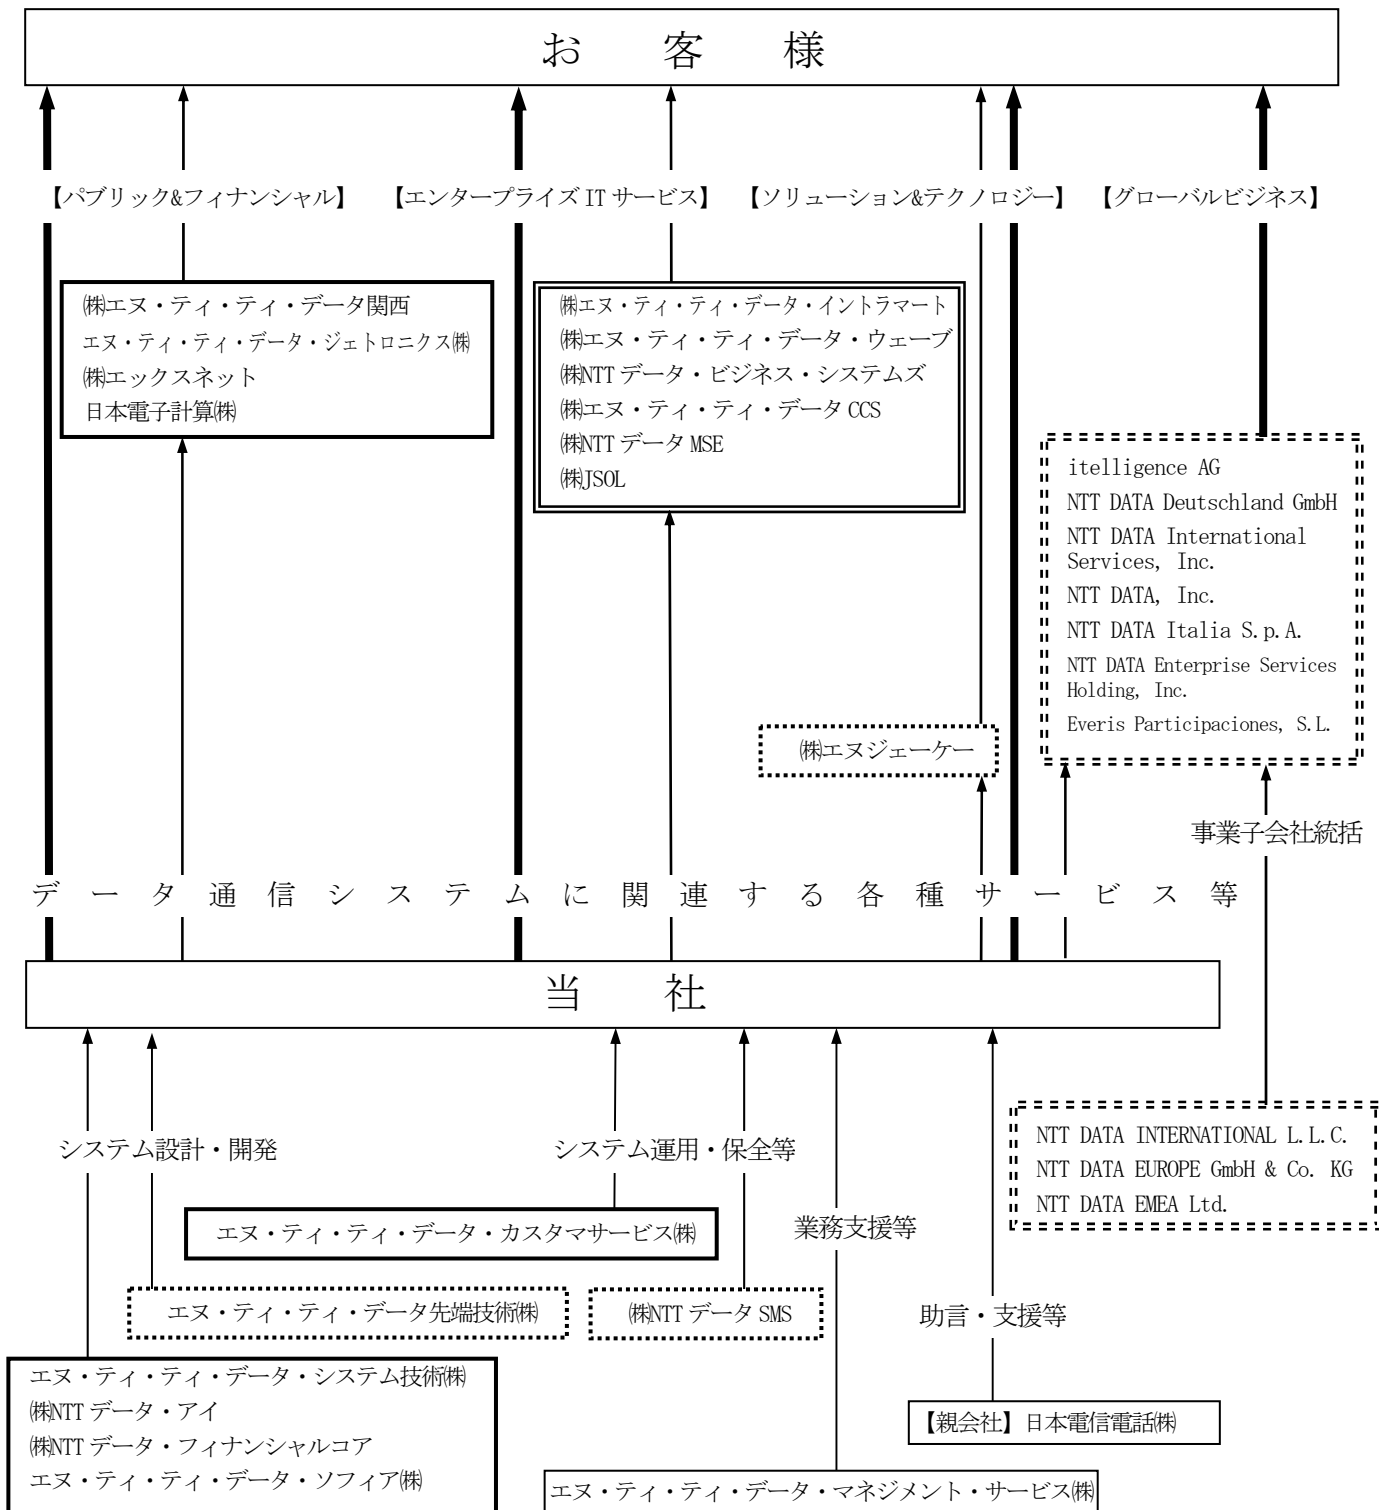 お客様
【パブリック&フィナンシャル】
【エンタープライズ IT サービス】
【ソリューション&テクノロジー】
【グローバルビジネス】
㈱エヌ・ティ・ティ・データ関西
エヌ・ティ・ティ・データ・ジェトロニクス㈱
㈱エックスネット
日本電子計算㈱
㈱エヌ・ティ・ティ・データ・イントラマート
㈱エヌ・ティ・ティ・データ・ウェーブ
㈱NTT データ・ビジネス・システムズ
㈱エヌ・ティ・ティ・データ CCS
㈱NTT データ MSE
㈱JSOL
itelligence AG
NTT DATA Deutschland GmbH
NTT DATA International
Services, Inc.
NTT DATA, Inc.
NTT DATA Italia S.p.A.
NTT DATA Enterprise Services
Holding, Inc.
Everis Participaciones, S.L.
㈱エヌジェーケー
事業子会社統括
データ通信システムに関連する各種サービス等
当社
システム設計・開発
システム運用・保全等
NTT DATA INTERNATIONAL L.L.C.
NTT DATA EUROPE GmbH & Co. KG
NTT DATA EMEA Ltd.
エヌ・ティ・ティ・データ・カスタマサービス㈱
業務支援等
エヌ・ティ・ティ・データ先端技術㈱
㈱NTT データ SMS
助言・支援等
エヌ・ティ・ティ・データ・システム技術㈱
㈱NTT データ・アイ
㈱NTT データ・フィナンシャルコア
エヌ・ティ・ティ・データ・ソフィア㈱
【親会社】日本電信電話㈱
エヌ・ティ・ティ・データ・マネジメント・サービス㈱